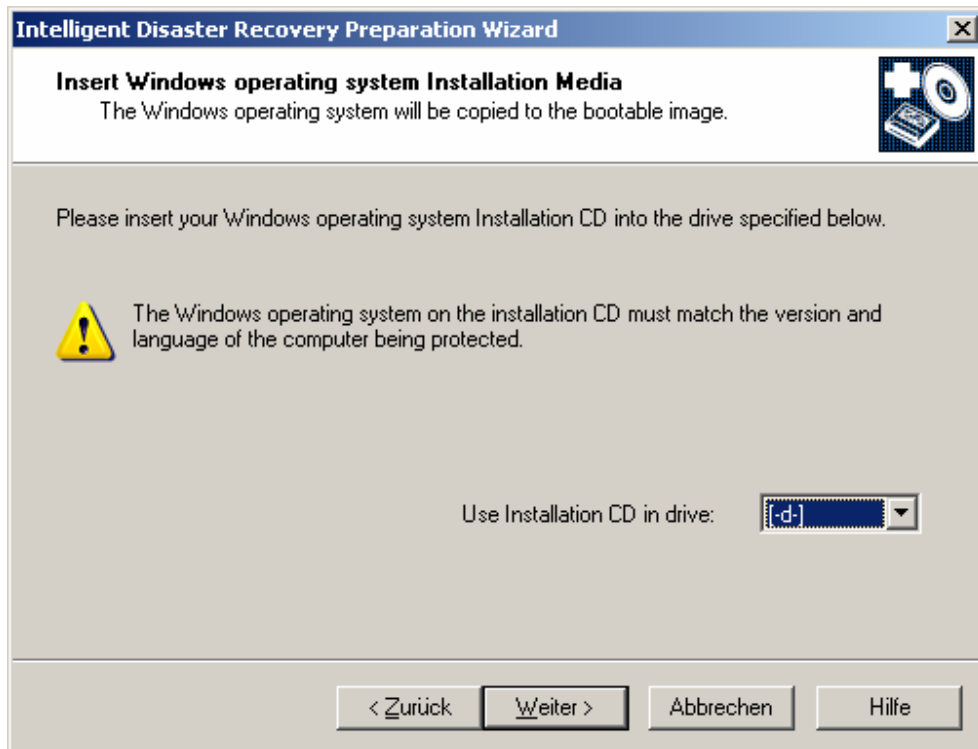 Intelligent Disaster Recovery Preparation Wizard
Insert Windows operating system Installation Media
The Windows operating system will be copied to the bootable image.
Please insert your Windows operating system Installation CD into the drive specified below.
The Windows operating system on the installation CD must match the version and
language of the computer being protected.
Use Installation CD in drive: [-d-]
< Zurück Weiter > Abbrechen Hilfe